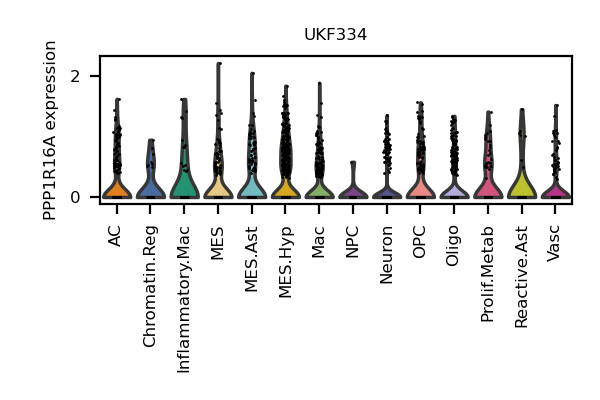 UKF334
PPP1R16A expression
2
0
AC
Chromatin.Reg
Inflammatory.Mac
MES
MES.Ast
MES.Hyp
Mac
NPC
Neuron
OPC
Oligo
Prolif.Metab
Reactive.Ast
Vasc